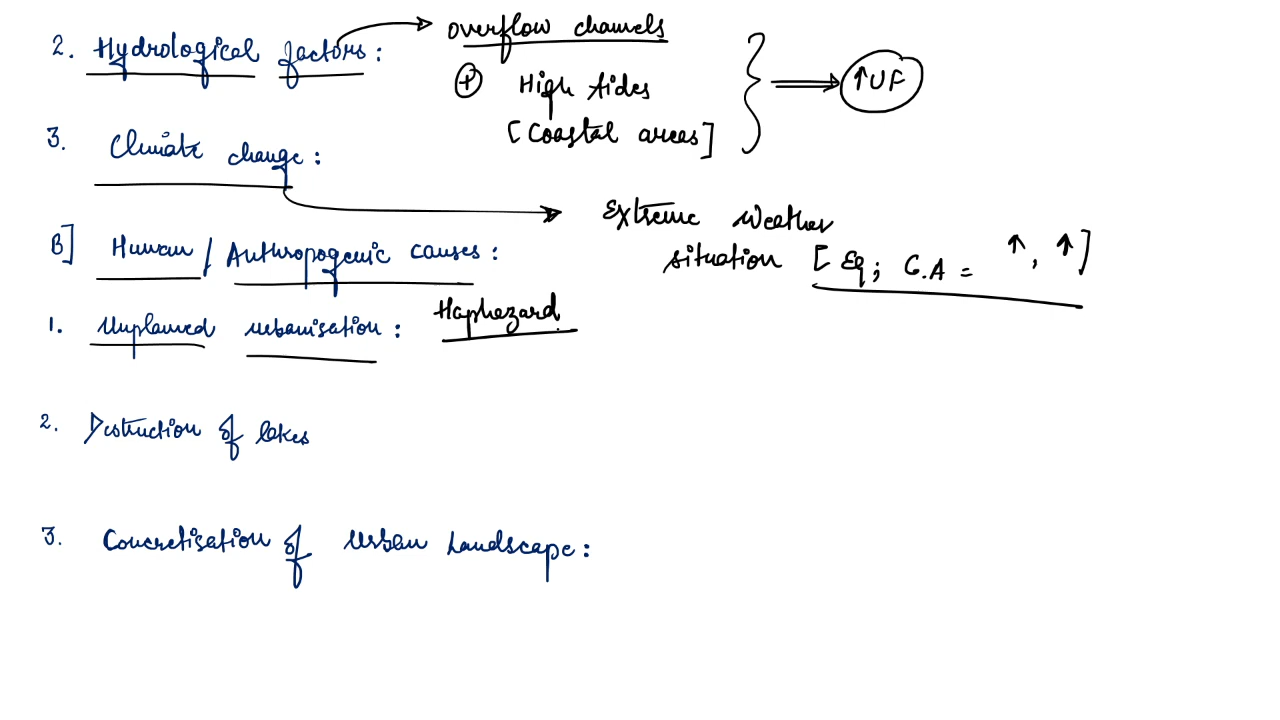 2. Hydrological factors : → overflow channels
⊕ High tides
[Coastal areas] } ⟹ ↑UF
3. Climate change :
→ Extreme weather
situation [Eg; C.A = ↑, ↑]
B] Human / Anthropogenic causes :
1. Unplanned urbanisation : Haphezard
2. Destruction of lakes
3. Concretisation of urban landscape :